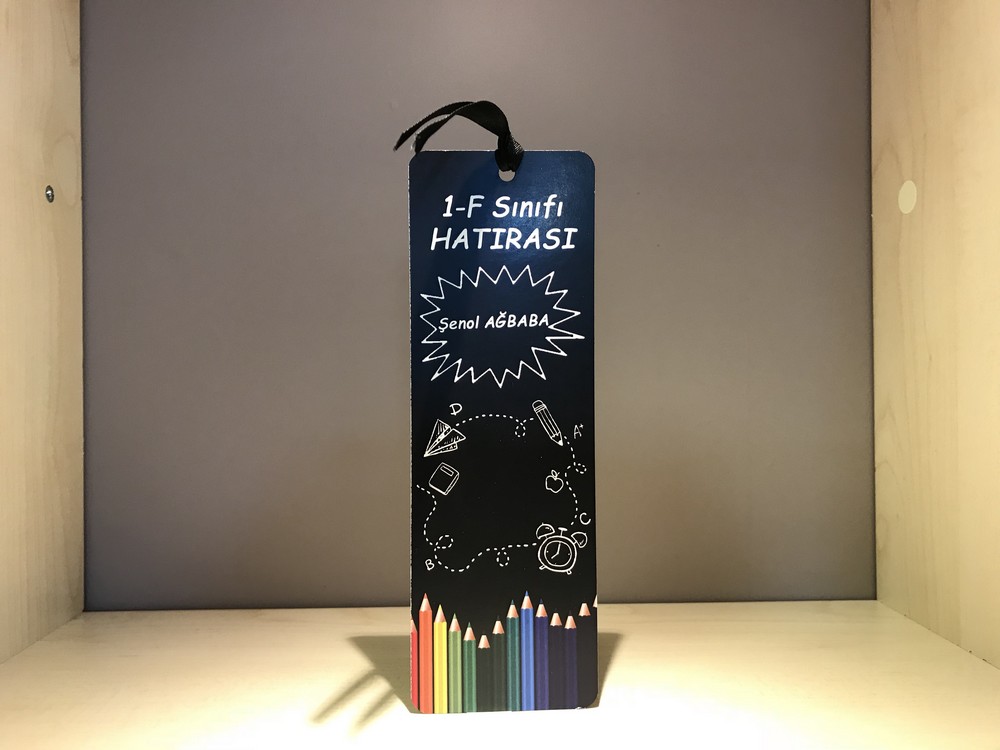 1-F Sınıfı
HATIRASI
Şenol AĞBABA
D
A+
C
B